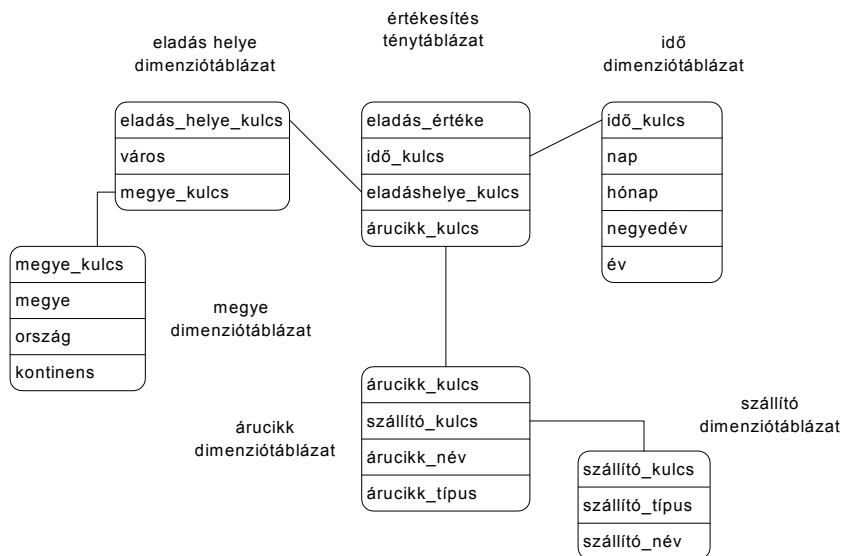 értékesítés
ténytáblázat
eladás helye
dimenziótáblázat
idő
dimenziótáblázat
eladás_helye_kulcs
város
megye_kulcs
eladás_értéke
idő_kulcs
eladáshelye_kulcs
árucikk_kulcs
idő_kulcs
nap
hónap
negyedév
év
megye_kulcs
megye
ország
kontinens
megye
dimenziótáblázat
árucikk
dimenziótáblázat
árucikk_kulcs
szállító_kulcs
árucikk_név
árucikk_típus
szállító
dimenziótáblázat
szállító_kulcs
szállító_típus
szállító_név